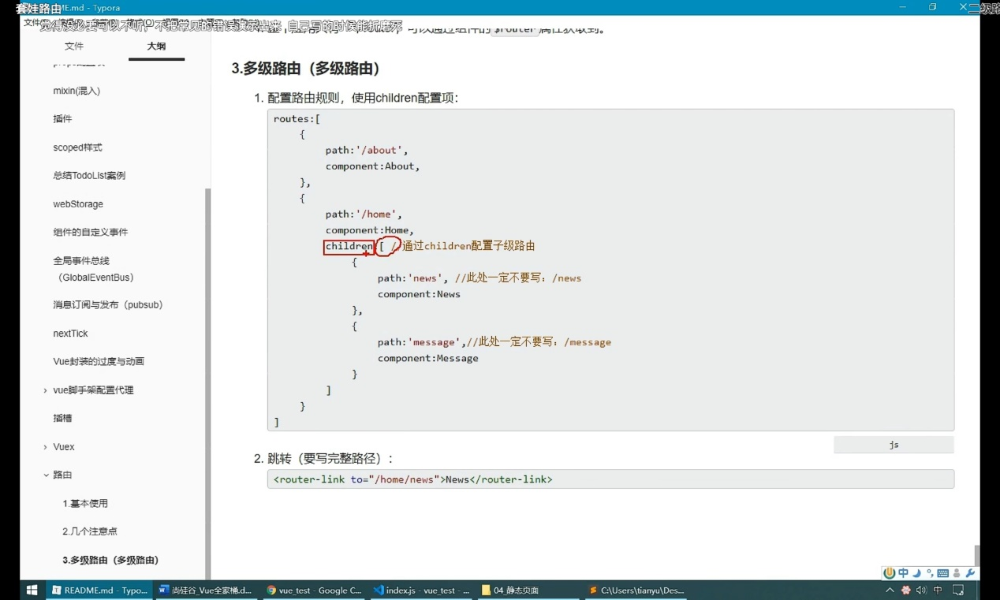 套娃路由
ME.md - Typora
二级路
觉得没必要可以不听，不把常见的错误演示出来 自己写的时候能折磨死
可以通过组件的$router属性获取到。
文件
大纲
mixin(混入)
插件
scoped样式
总结TodoList案例
webStorage
组件的自定义事件
全局事件总线
（GlobalEventBus）
消息订阅与发布（pubsub）
nextTick
Vue封装的过度与动画
vue脚手架配置代理
插槽
Vuex
路由
1.基本使用
2.几个注意点
3.多级路由（多级路由）
3.多级路由（多级路由）
1. 配置路由规则，使用children配置项：
routes:[
{
path:'/about',
component:About,
},
{
path:'/home',
component:Home,
children [ // 通过children配置子级路由
{
path:'news', //此处一定不要写：/news
component:News
},
{
path:'message',//此处一定不要写：/message
component:Message
}
]
}
]
js
2. 跳转（要写完整路径）：
<router-link to="/home/news">News</router-link>
中
README.md - Typo...
尚硅谷_Vue全家桶.d...
vue_test - Google C...
index.js - vue_test - ...
04_静态页面
C:\Users\tianyu\Des...
中